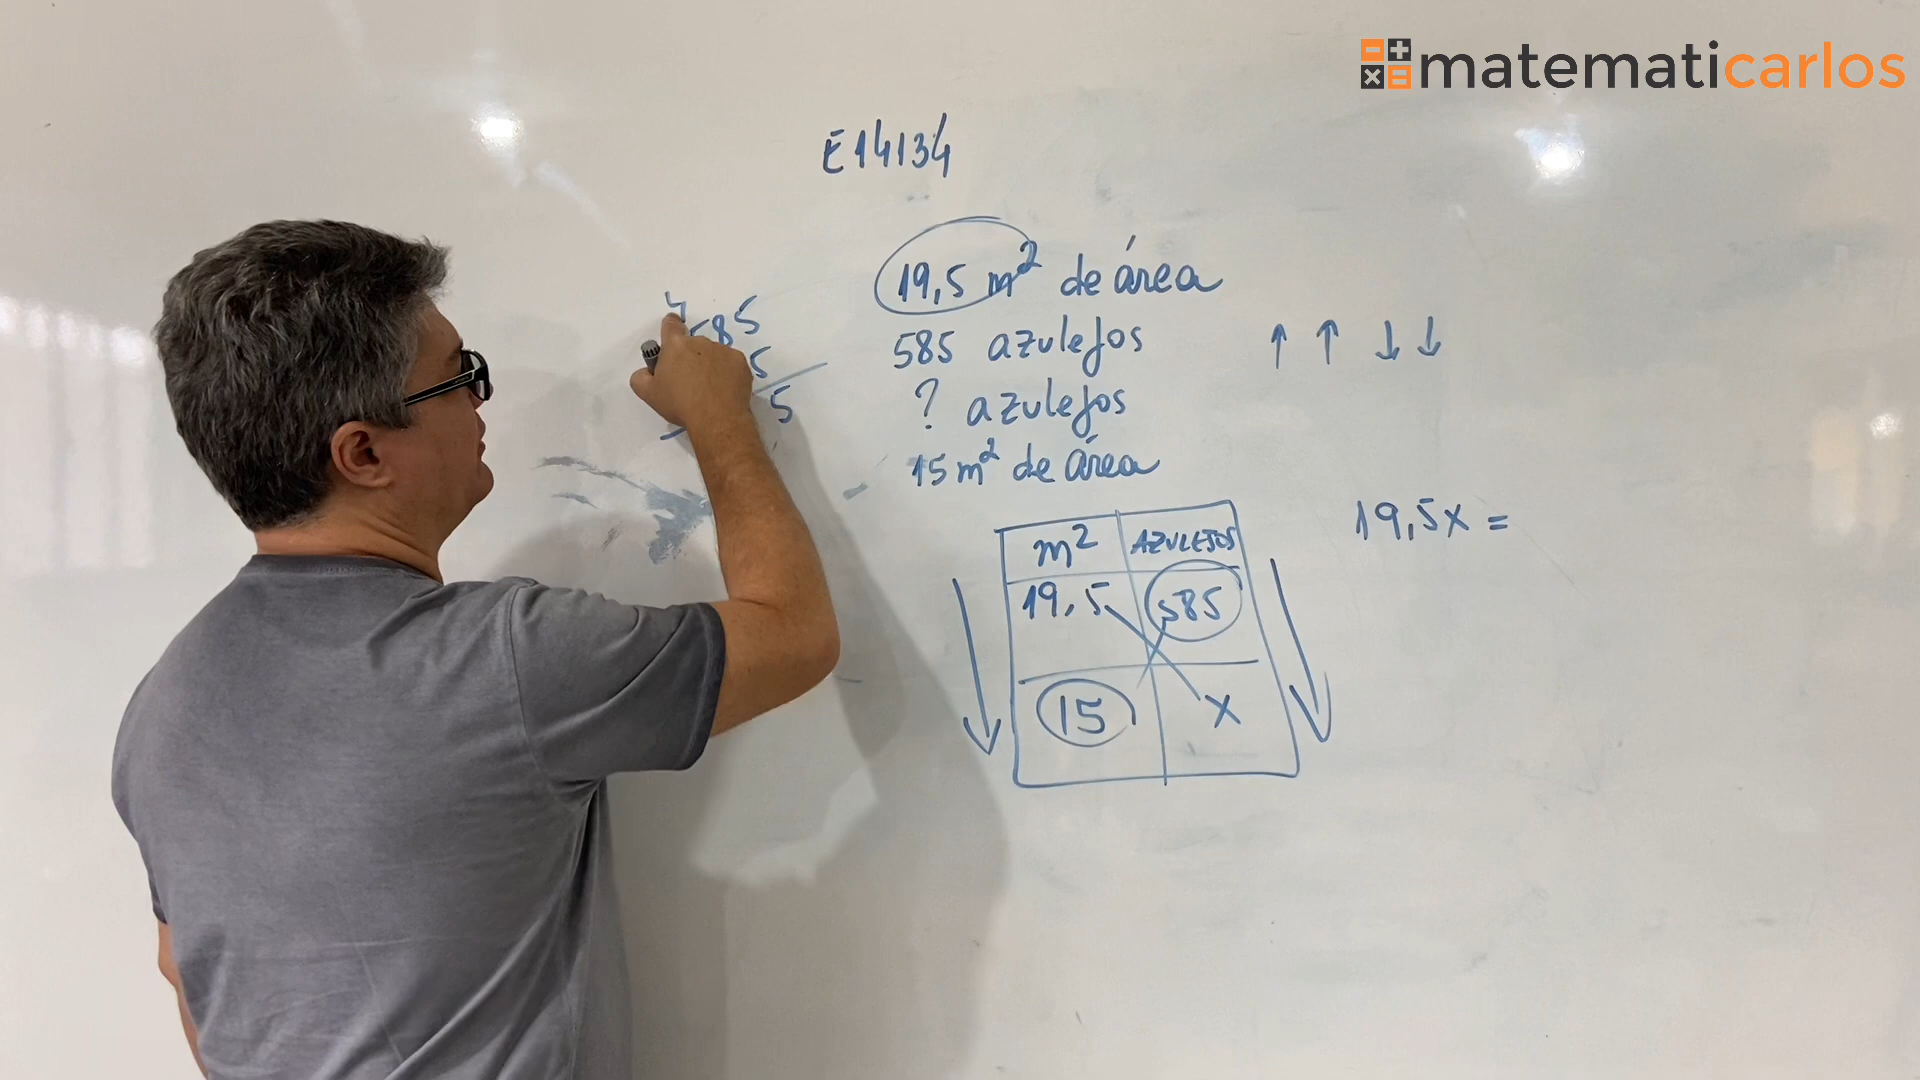 matematicarlos
E14134
19,5 m² de área
585 azulejos
? azulejos
15 m² de área
↑ ↑ ↓ ↓
585
5
5
m² AZULEJOS
19,5 585
15 x
19,5x =